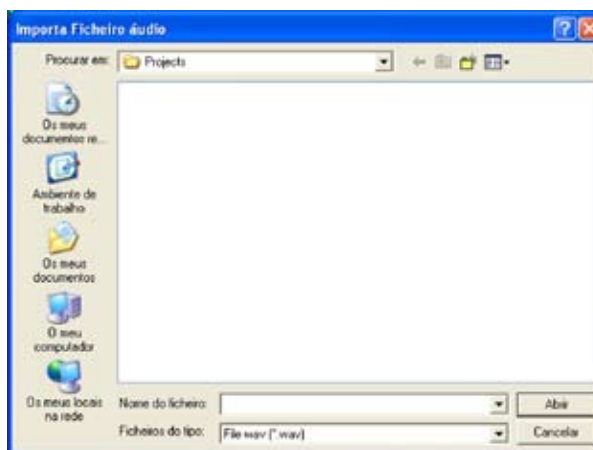 Importa Ficheiro áudio
Procurar em:
Projects
Os meus
documentos re...
Ambiente de
trabalho
Os meus
documentos
O meu
computador
Os meus locais
na rede
Nome do ficheiro:
Abrir
Ficheiros do tipo:
File wav (*.wav)
Cancelar